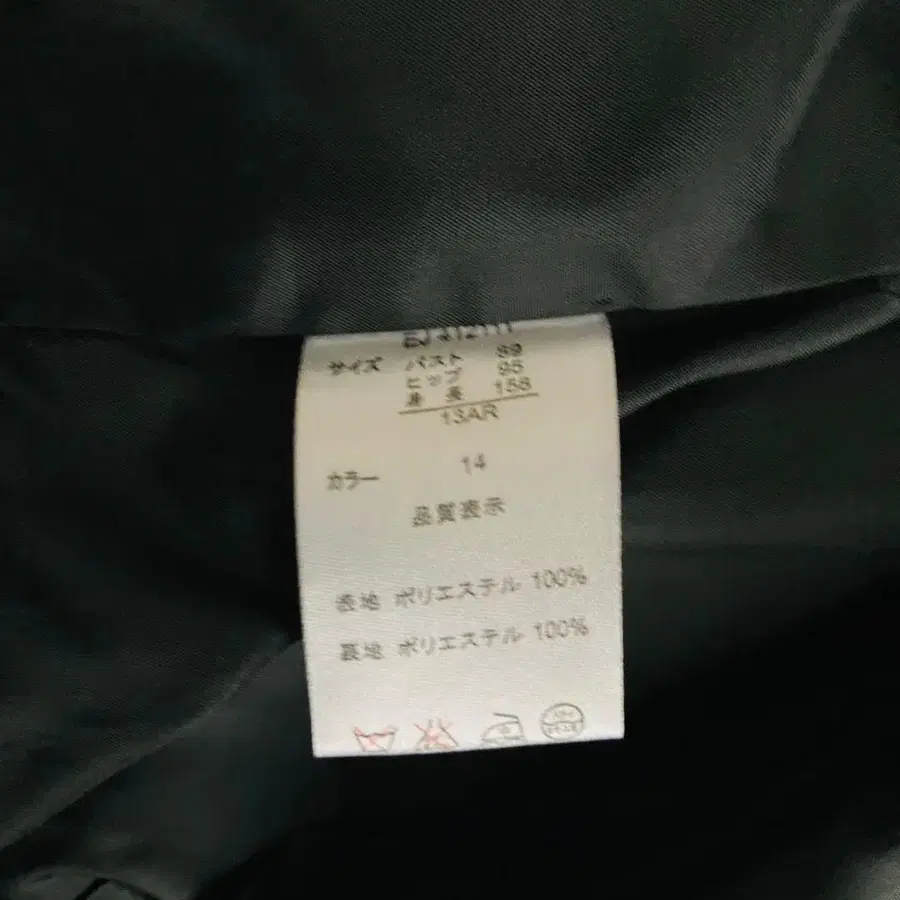 サイズ バスト 89
ヒップ 95
身長 158
13AR
カラー 14
品質表示
表地 ポリエステル 100%
裏地 ポリエステル 100%